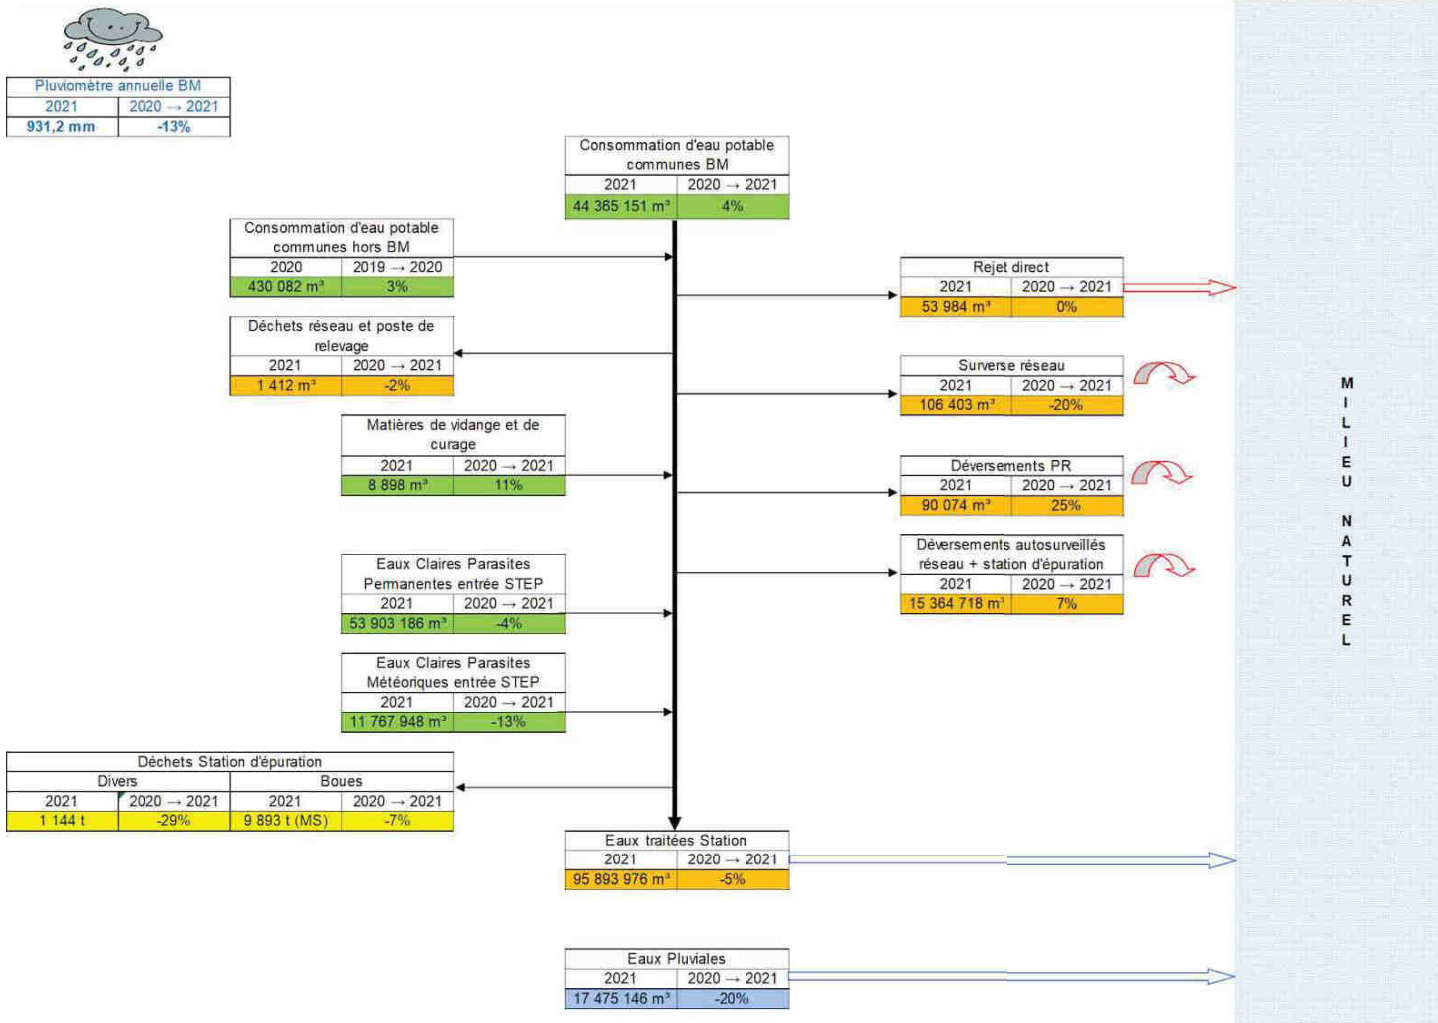 Pluviomètre annuelle BM
2021 2020 → 2021
931,2 mm -13%
Consommation d'eau potable
communes BM
2021 2020 → 2021
44 365 151 m³ 4%
Consommation d'eau potable
communes hors BM
2020 2019 → 2020
430 082 m³ 3%
Rejet direct
2021 2020 → 2021
53 984 m³ 0%
Déchets réseau et poste de
relevage
2021 2020 → 2021
1 412 m³ -2%
Surverse réseau
2021 2020 → 2021
106 403 m³ -20%
Matières de vidange et de
curage
2021 2020 → 2021
8 898 m³ 11%
Déversements PR
2021 2020 → 2021
90 074 m³ 25%
Déversements autosurveillés
réseau + station d'épuration
2021 2020 → 2021
15 364 718 m³ 7%
Eaux Claires Parasites
Permanentes entrée STEP
2021 2020 → 2021
53 903 186 m³ -4%
Eaux Claires Parasites
Météoriques entrée STEP
2021 2020 → 2021
11 767 948 m³ -13%
Déchets Station d'épuration
Divers Boues
2021 2020 → 2021 2021 2020 → 2021
1 144 t -29% 9 893 t (MS) -7%
Eaux traitées Station
2021 2020 → 2021
95 893 976 m³ -5%
Eaux Pluviales
2021 2020 → 2021
17 475 146 m³ -20%
MILIEU NATUREL